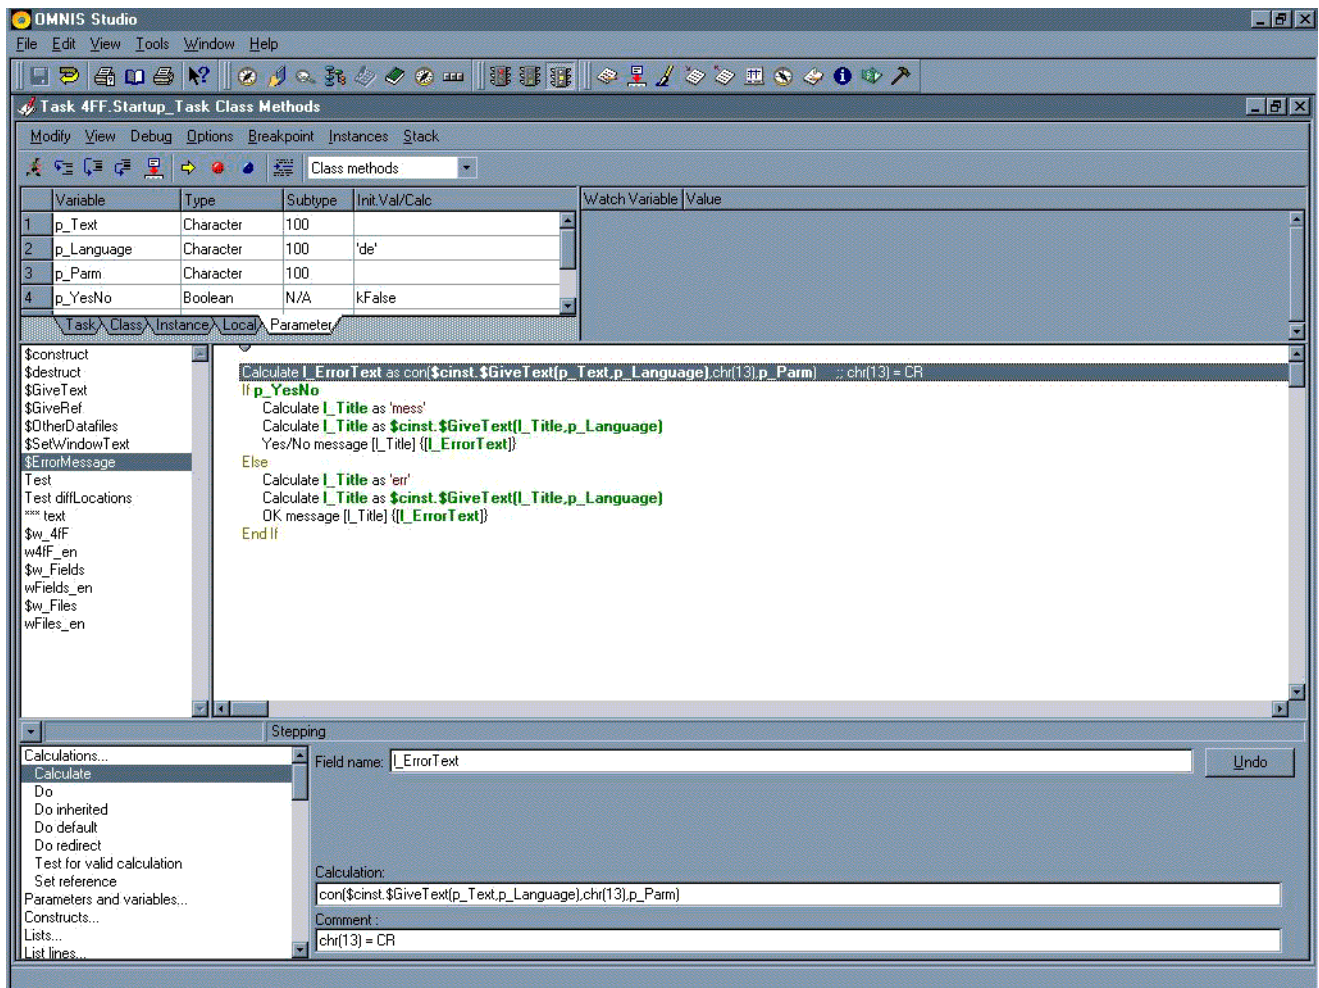 OMNIS Studio
File Edit View Tools Window Help
Task 4FF.Startup_Task Class Methods
Modify View Debug Options Breakpoint Instances Stack
Class methods
Variable Type Subtype Init.Val/Calc
1 p_Text Character 100
2 p_Language Character 100 'de'
3 p_Parm Character 100
4 p_YesNo Boolean N/A kFalse
Task Class Instance Local Parameter
Watch Variable Value
$construct
$destruct
$GiveText
$GiveRef
$OtherDatafiles
$SetWindowText
$ErrorMessage
Test
Test diffLocations
*** text
$w_4fF
w4fF_en
$w_Fields
wFields_en
$w_Files
wFiles_en
Calculate l_ErrorText as con($cinst.$GiveText(p_Text,p_Language),chr(13),p_Parm) ;; chr(13) = CR
If p_YesNo
Calculate l_Title as 'mess'
Calculate l_Title as $cinst.$GiveText(l_Title,p_Language)
Yes/No message [l_Title] {[l_ErrorText]}
Else
Calculate l_Title as 'err'
Calculate l_Title as $cinst.$GiveText(l_Title,p_Language)
OK message [l_Title] {[l_ErrorText]}
End If
Stepping
Calculations...
Calculate
Do
Do inherited
Do default
Do redirect
Test for valid calculation
Set reference
Parameters and variables...
Constructs...
Lists...
List lines...
Field name: l_ErrorText
Undo
Calculation:
con($cinst.$GiveText(p_Text,p_Language),chr(13),p_Parm)
Comment :
chr(13) = CR